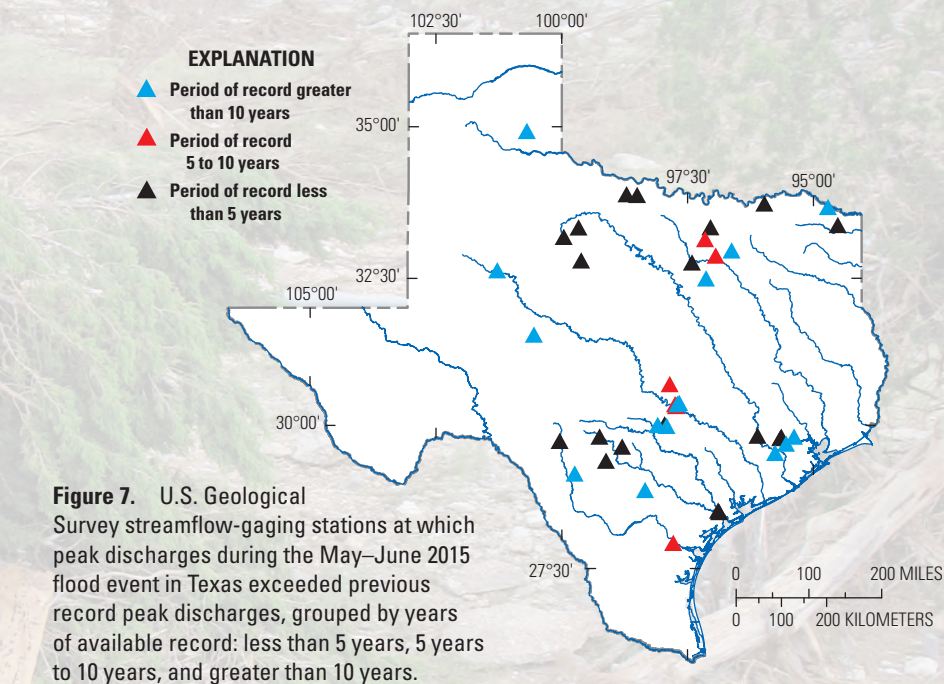 102°30'
100°00'
EXPLANATION
Period of record greater
than 10 years
Period of record
5 to 10 years
Period of record less
than 5 years
35°00'
97°30'
95°00'
32°30'
105°00'
30°00'
27°30'
Figure 7. U.S. Geological
Survey streamflow-gaging stations at which
peak discharges during the May–June 2015
flood event in Texas exceeded previous
record peak discharges, grouped by years
of available record: less than 5 years, 5 years
to 10 years, and greater than 10 years.
0 100 200 MILES
0 100 200 KILOMETERS